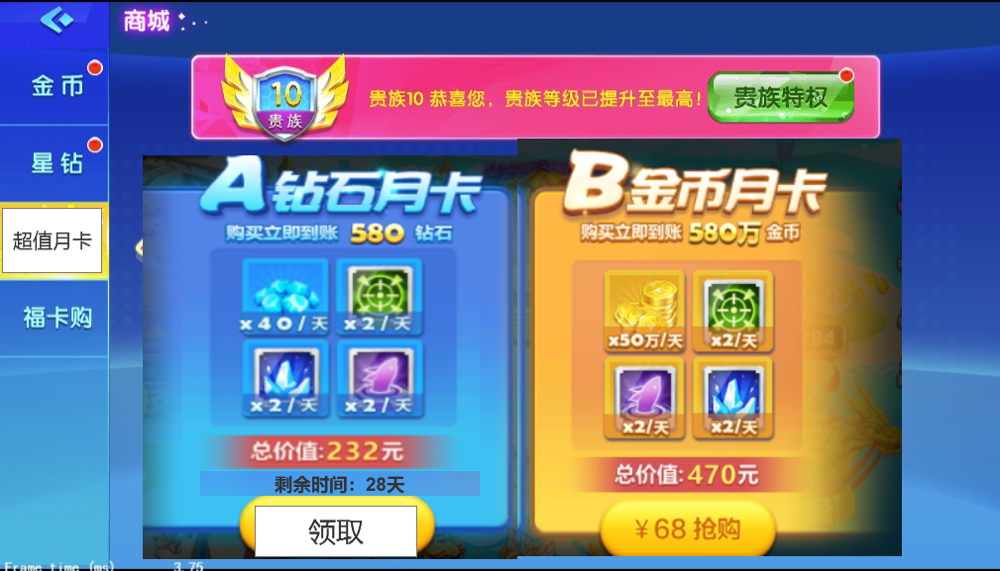 商城
金币
星钻
超值月卡
福卡购
10
贵族
贵族10 恭喜您，贵族等级已提升至最高！
贵族特权
A钻石月卡
购买立即到账 580 钻石
x40/天
x2/天
x2/天
x2/天
总价值:232元
剩余时间：28天
领取
B金币月卡
购买立即到账 580万 金币
x50万/天
x2/天
x2/天
x2/天
总价值:470元
￥68 抢购
Frame time (ms)
3.75